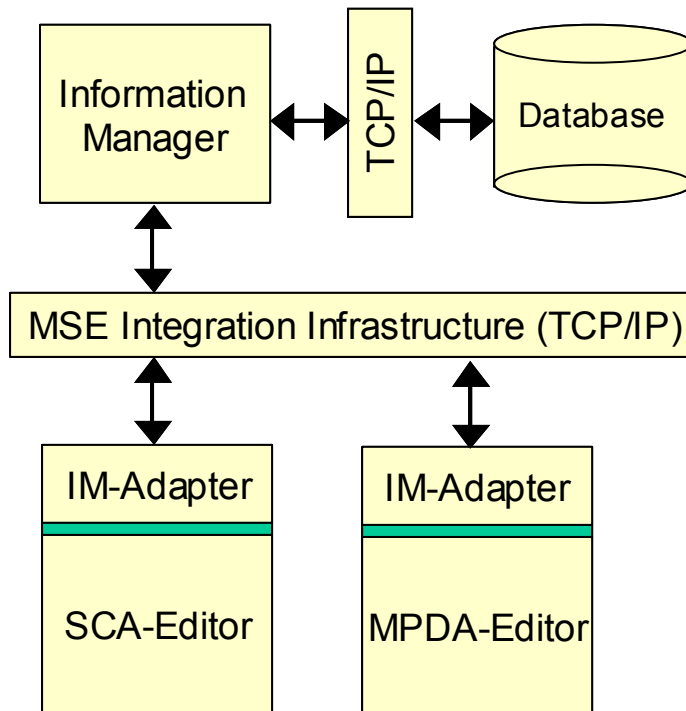 Information
Manager
TCP/IP
Database
MSE Integration Infrastructure (TCP/IP)
IM-Adapter
SCA-Editor
IM-Adapter
MPDA-Editor